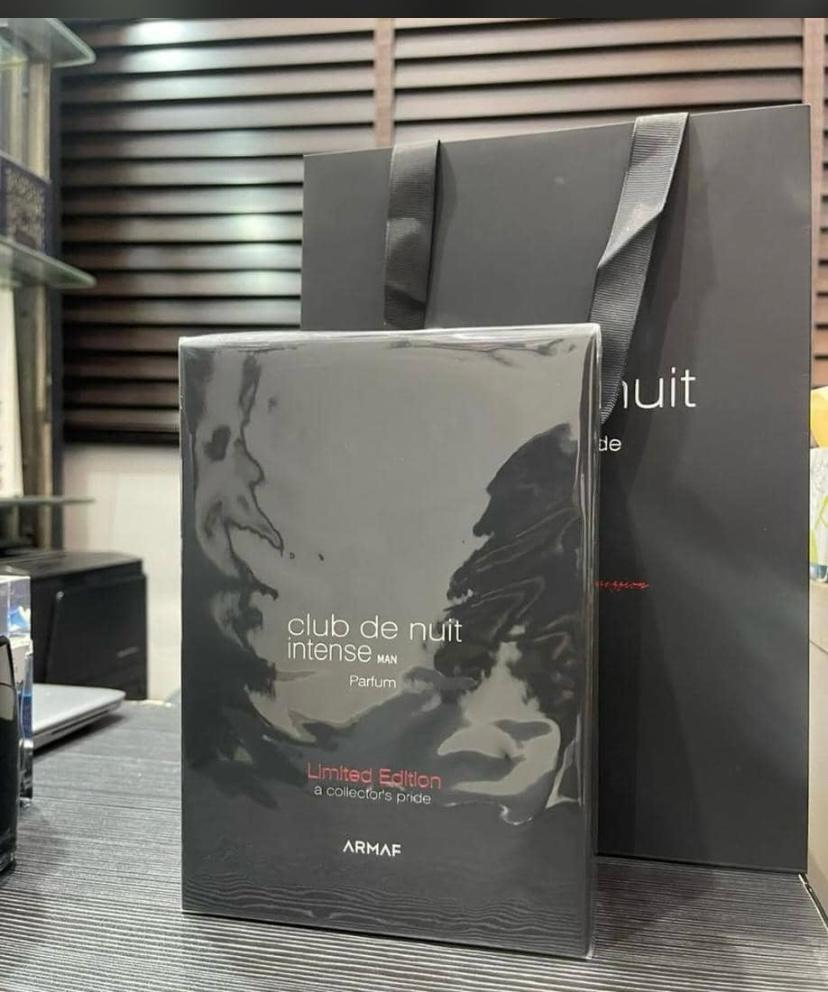 club de nuit
intense MAN
Parfum
Limited Edition
a collector's pride
ARMAF
nuit
de